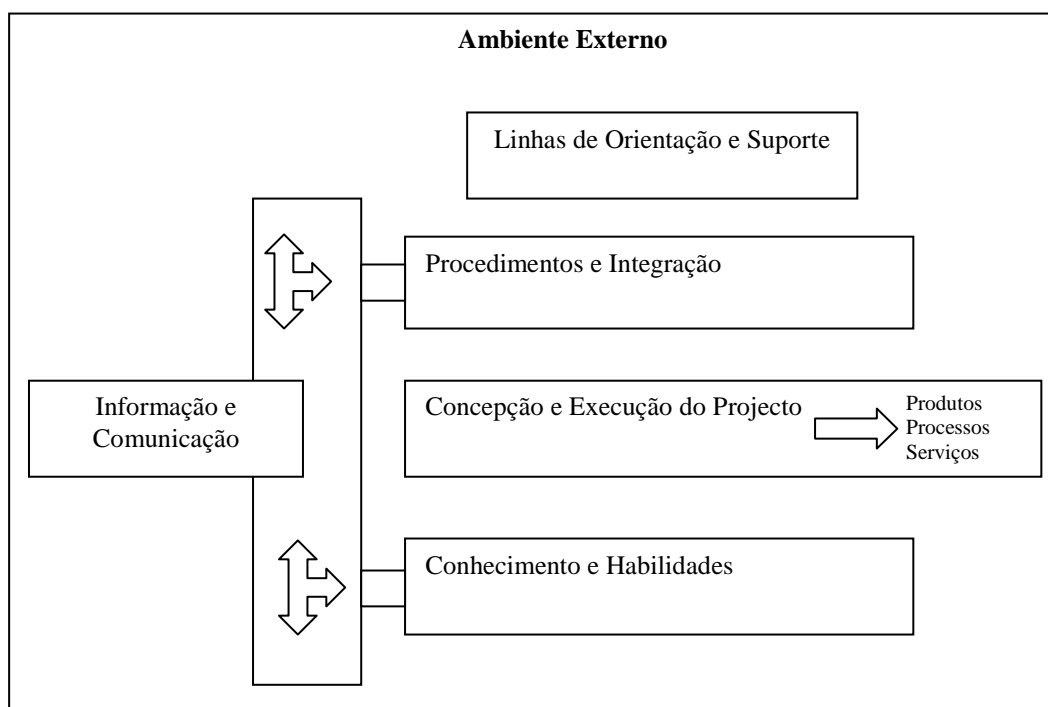 Ambiente Externo
Linhas de Orientação e Suporte
Procedimentos e Integração
Informação e
Comunicação
Concepção e Execução do Projecto
Produtos
Processos
Serviços
Conhecimento e Habilidades